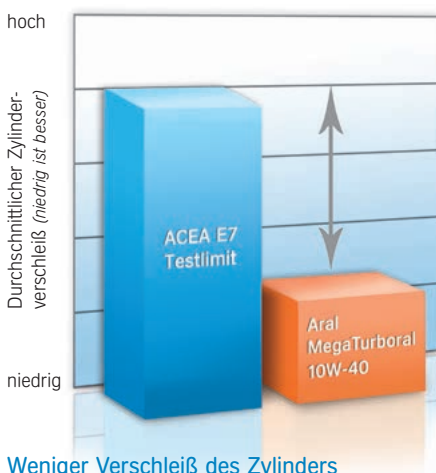 hoch
Durchschnittlicher Zylinder-
verschleiß (niedrig ist besser)
ACEA E7
Testlimit
Aral
MegaTurboral
10W-40
niedrig
Weniger Verschleiß des Zylinders